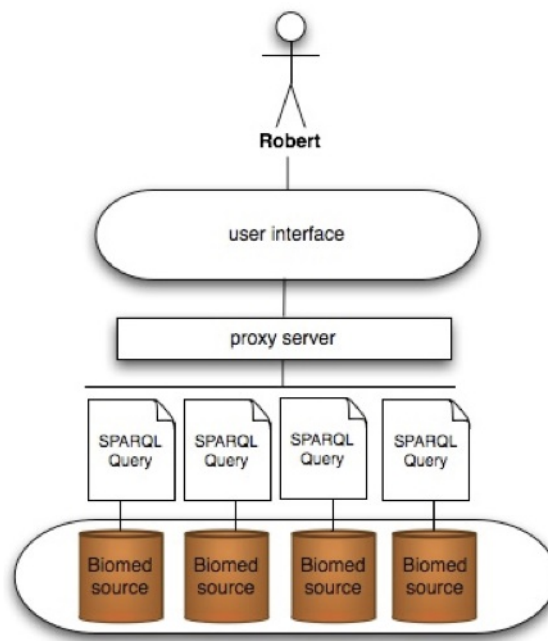 Robert
user interface
proxy server
SPARQL
Query
SPARQL
Query
SPARQL
Query
SPARQL
Query
Biomed
source
Biomed
source
Biomed
source
Biomed
source